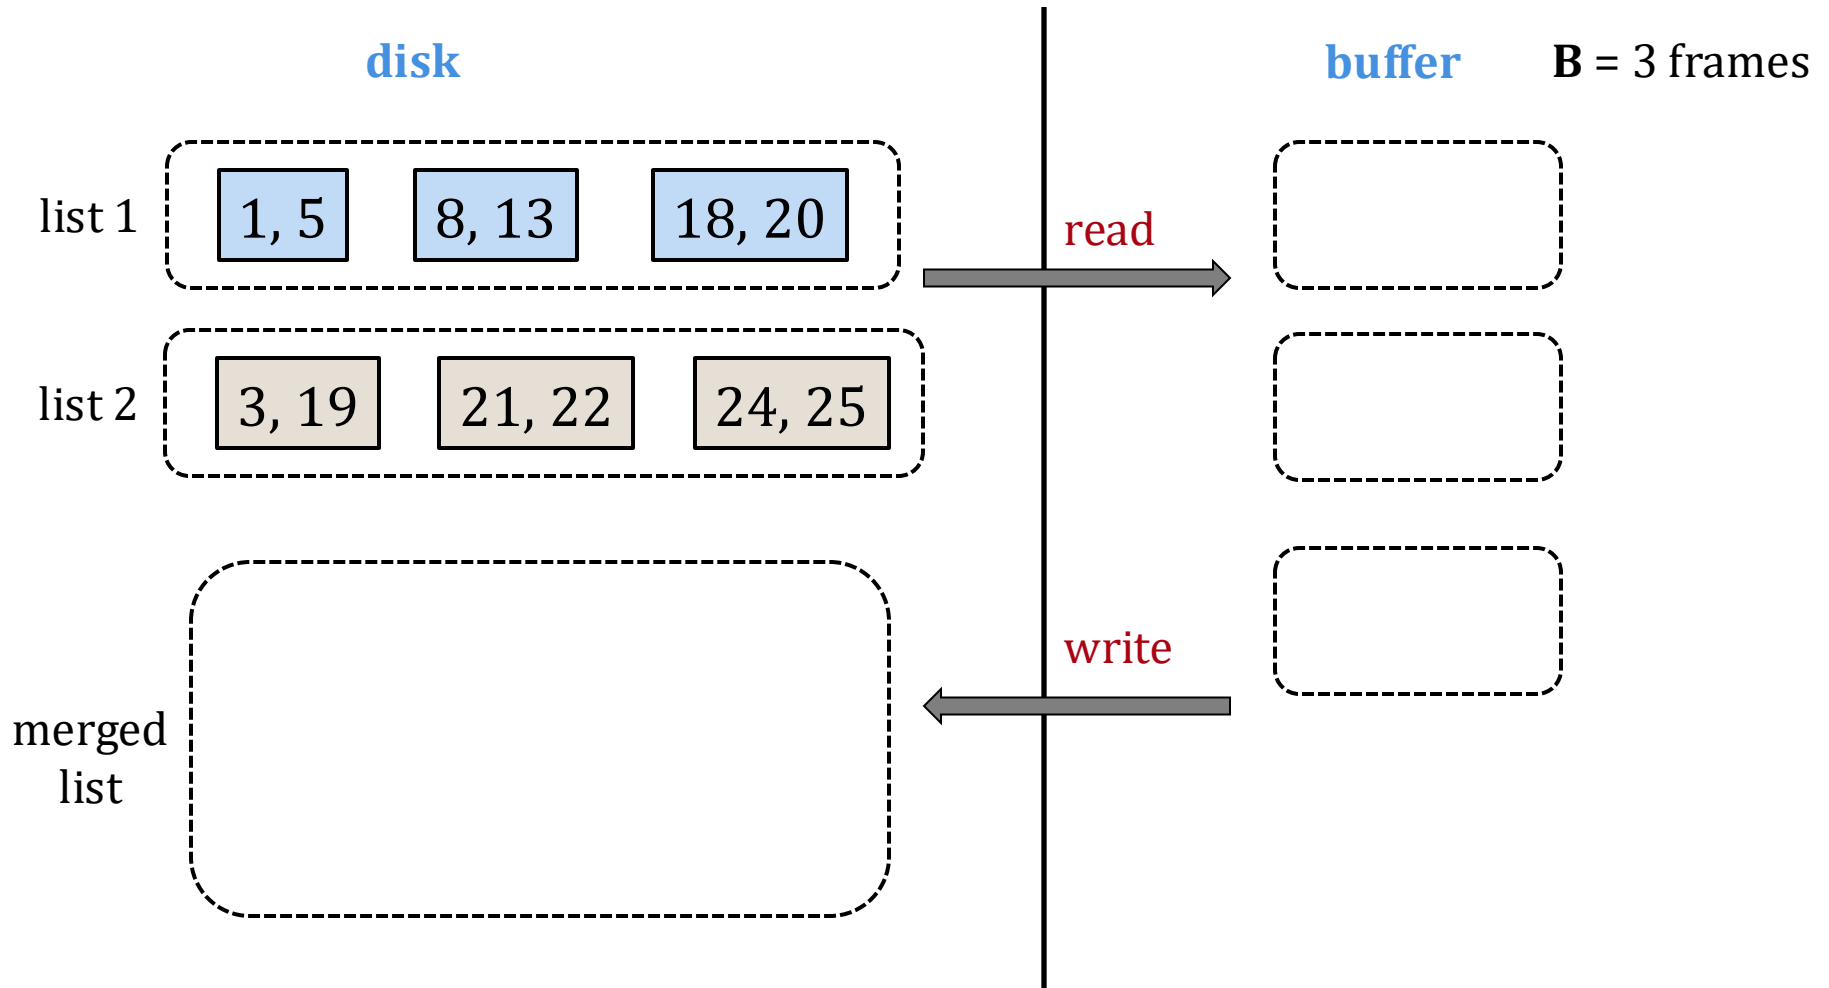 disk
buffer
B = 3 frames
list 1
1, 5
8, 13
18, 20
read
list 2
3, 19
21, 22
24, 25
write
merged
list